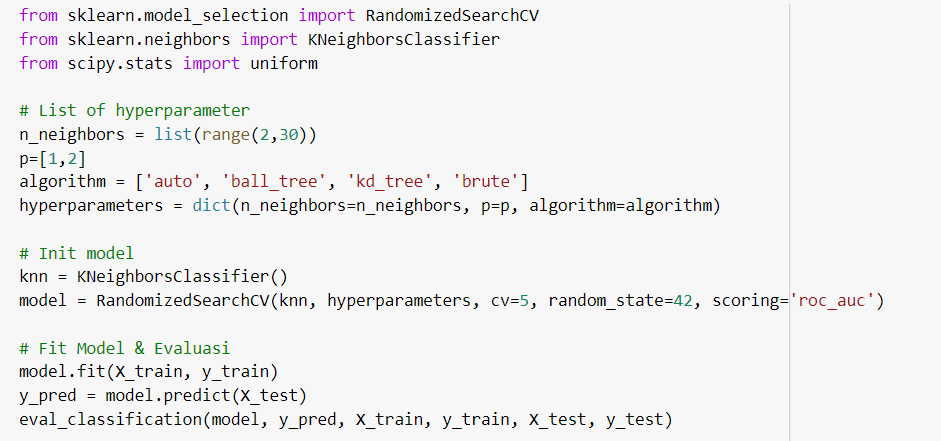 from sklearn.model_selection import RandomizedSearchCV
from sklearn.neighbors import KNeighborsClassifier
from scipy.stats import uniform
# List of hyperparameter
n_neighbors = list(range(2,30))
p=[1,2]
algorithm = ['auto', 'ball_tree', 'kd_tree', 'brute']
hyperparameters = dict(n_neighbors=n_neighbors, p=p, algorithm=algorithm)
# Init model
knn = KNeighborsClassifier()
model = RandomizedSearchCV(knn, hyperparameters, cv=5, random_state=42, scoring='roc_auc')
# Fit Model & Evaluasi
model.fit(X_train, y_train)
y_pred = model.predict(X_test)
eval_classification(model, y_pred, X_train, y_train, X_test, y_test)